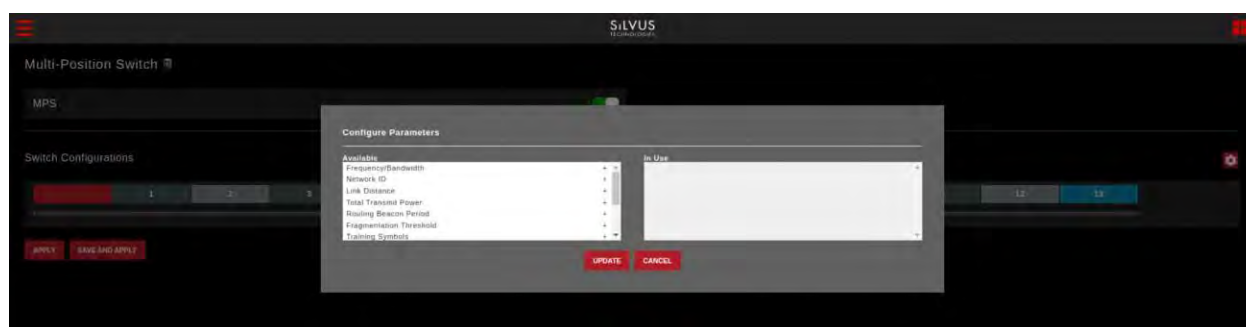 SiLVUS
TECHNOLOGIES
Multi-Position Switch
MPS
Configure Parameters
Switch Configurations
Available
In Use
Frequency/Bandwidth +
Network ID +
Link Distance +
Total Transmit Power +
Routing Beacon Period +
Fragmentation Threshold +
Training Symbols +
1 2 3 12 13
APPLY SAVE AND APPLY
UPDATE CANCEL